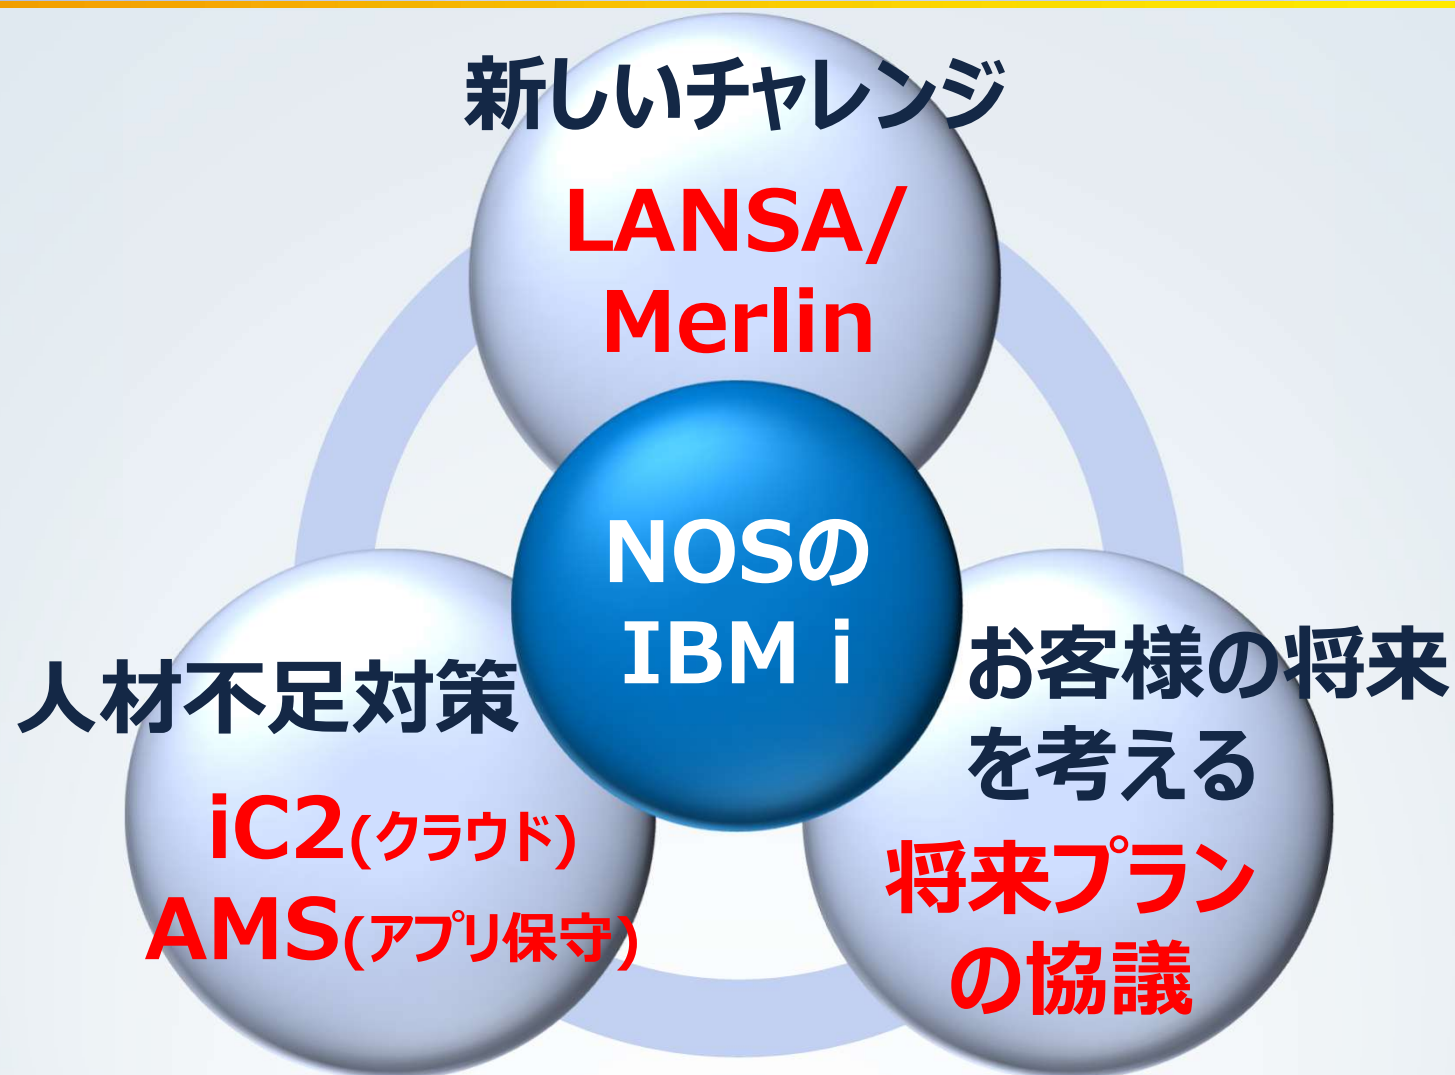 新しいチャレンジ
LANSA/
Merlin
NOSの
IBM i
人材不足対策
iC2(クラウド)
AMS(アプリ保守)
お客様の将来
を考える
将来プラン
の協議